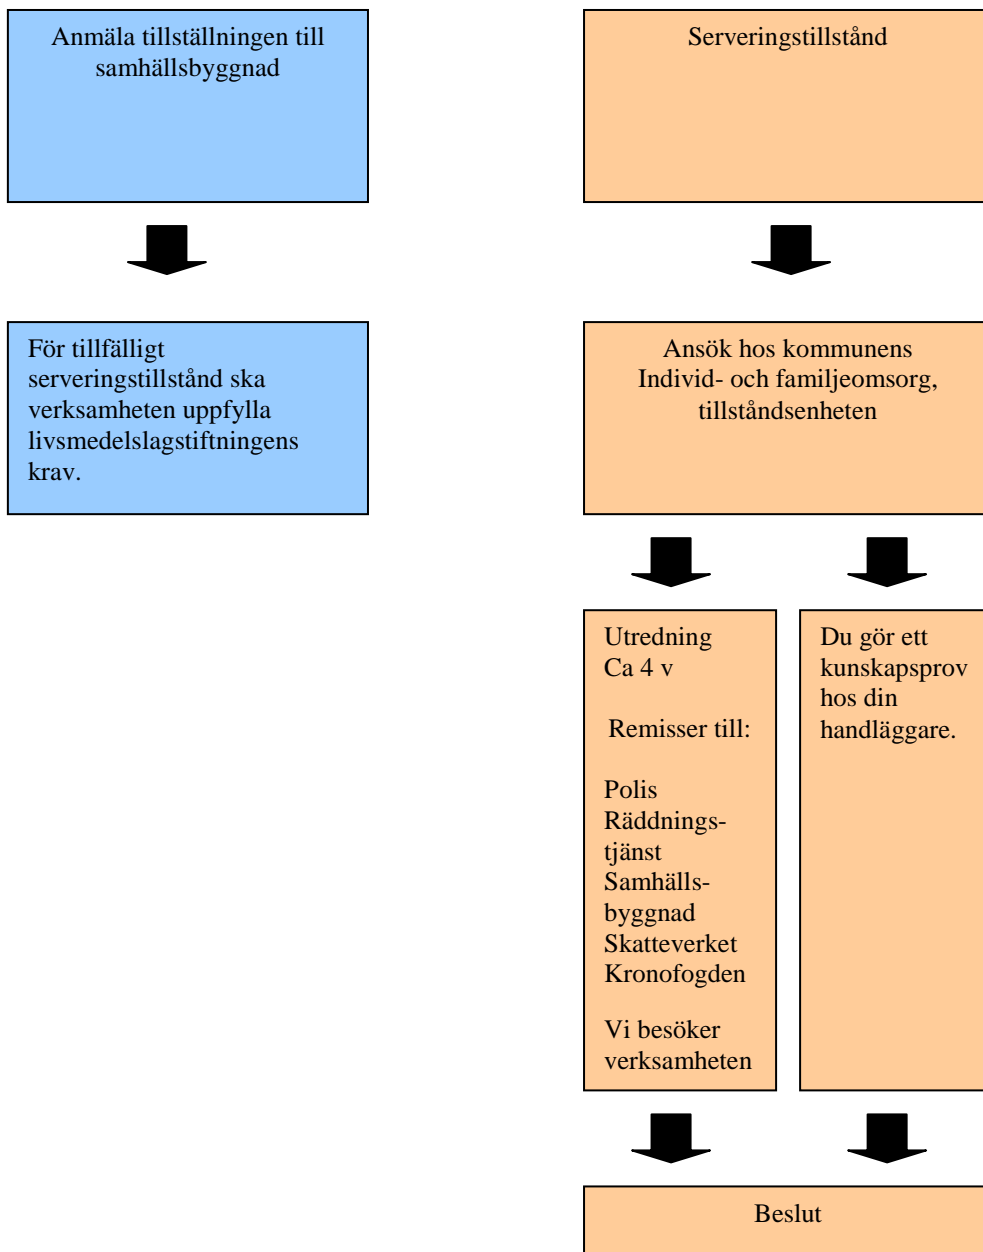 Anmäla tillställningen till
samhällsbyggnad
Serveringstillstånd
För tillfälligt
serveringstillstånd ska
verksamheten uppfylla
livsmedelslagstiftningens
krav.
Ansök hos kommunens
Individ- och familjeomsorg,
tillståndsenheten
Utredning
Ca 4 v
Remisser till:
Polis
Räddnings-
tjänst
Samhälls-
byggnad
Skatteverket
Kronofogden
Vi besöker
verksamheten
Du gör ett
kunskapsprov
hos din
handläggare.
Beslut